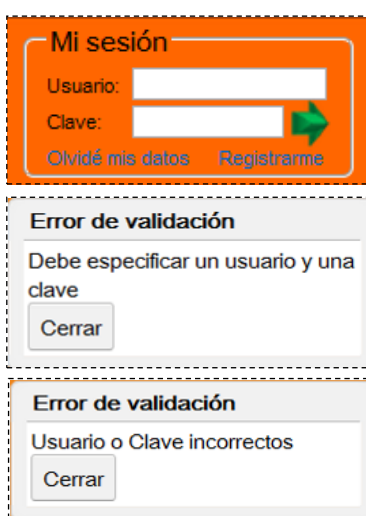 Mi sesión
Usuario:
Clave:
Olvidé mis datos Registrarme
Error de validación
Debe especificar un usuario y una
clave
Cerrar
Error de validación
Usuario o Clave incorrectos
Cerrar